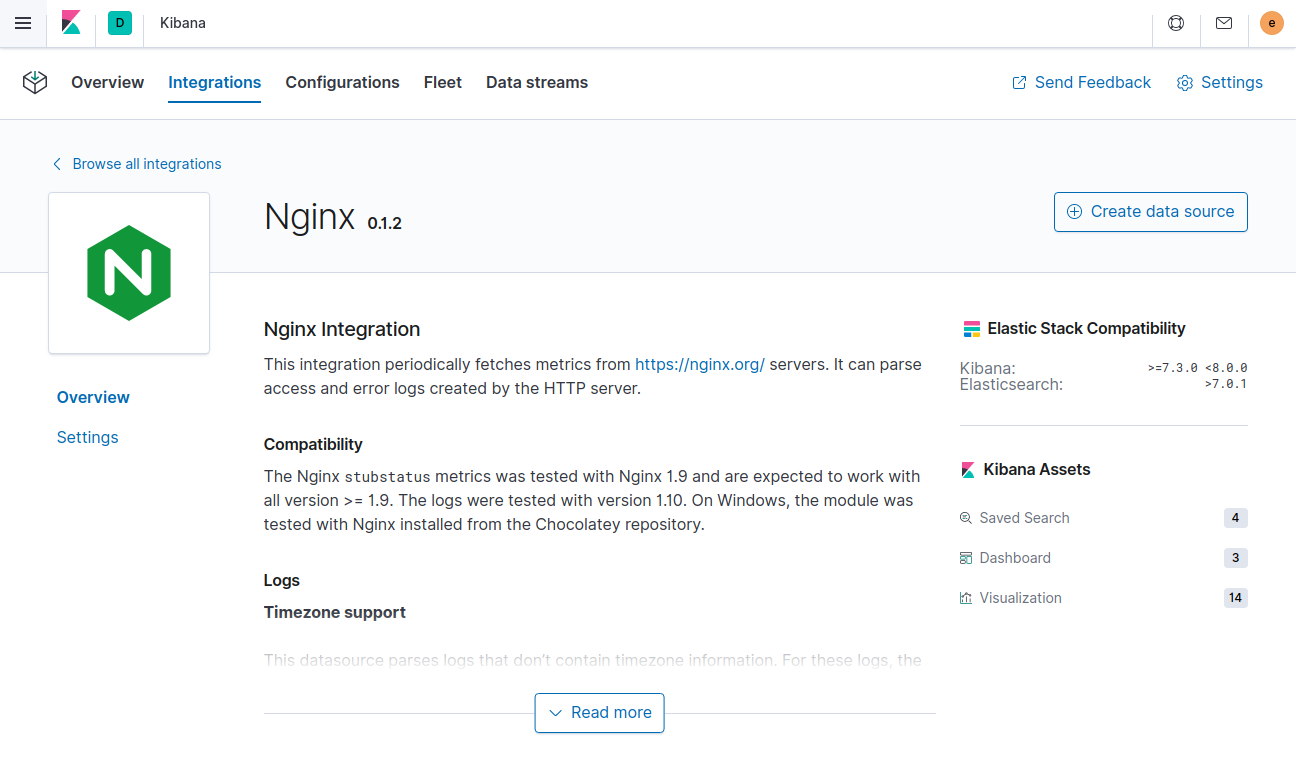 D Kibana e
Overview Integrations Configurations Fleet Data streams Send Feedback Settings
Browse all integrations
N
Nginx 0.1.2
Create data source
Overview
Settings
Nginx Integration
This integration periodically fetches metrics from https://nginx.org/ servers. It can parse
access and error logs created by the HTTP server.
Compatibility
The Nginx stubstatus metrics was tested with Nginx 1.9 and are expected to work with
all version >= 1.9. The logs were tested with version 1.10. On Windows, the module was
tested with Nginx installed from the Chocolatey repository.
Logs
Timezone support
This datasource parses logs that don’t contain timezone information. For these logs, the
Read more
Elastic Stack Compatibility
Kibana: >=7.3.0 <8.0.0
Elasticsearch: >7.0.1
Kibana Assets
Saved Search 4
Dashboard 3
Visualization 14